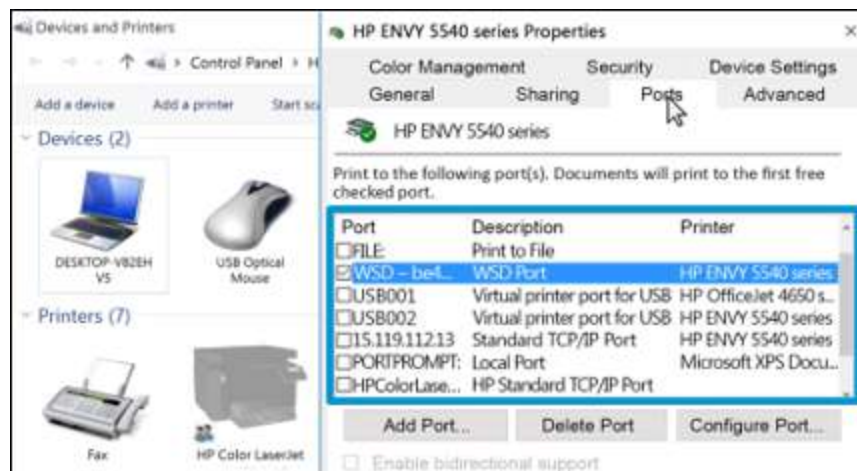 Devices and Printers
Control Panel › H
Add a device Add a printer Start sc
Devices (2)
DESKTOP-V82EH
V5
USB Optical
Mouse
Printers (7)
Fax
HP Color LaserJet
HP ENVY 5540 series Properties
Color Management Security Device Settings
General Sharing Ports Advanced
HP ENVY 5540 series
Print to the following port(s). Documents will print to the first free
checked port.
Port Description Printer
FILE: Print to File
WSD – be4... WSD Port HP ENVY 5540 series
USB001 Virtual printer port for USB HP OfficeJet 4650 s...
USB002 Virtual printer port for USB HP ENVY 5540 series
15.119.112.13 Standard TCP/IP Port HP ENVY 5540 series
PORTPROMPT: Local Port Microsoft XPS Docu...
HPColorLase... HP Standard TCP/IP Port
Add Port... Delete Port Configure Port...
Enable bidirectional support